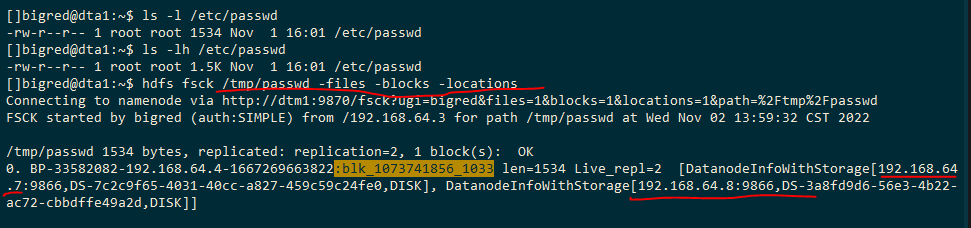 []bigred@dta1:~$ ls -l /etc/passwd
-rw-r--r-- 1 root root 1534 Nov  1 16:01 /etc/passwd
[]bigred@dta1:~$ ls -lh /etc/passwd
-rw-r--r-- 1 root root 1.5K Nov  1 16:01 /etc/passwd
[]bigred@dta1:~$ hdfs fsck /tmp/passwd -files -blocks -locations
Connecting to namenode via http://dtm1:9870/fsck?ugi=bigred&files=1&blocks=1&locations=1&path=%2Ftmp%2Fpasswd
FSCK started by bigred (auth:SIMPLE) from /192.168.64.3 for path /tmp/passwd at Wed Nov 02 13:59:32 CST 2022
/tmp/passwd 1534 bytes, replicated: replication=2, 1 block(s):  OK
0. BP-33582082-192.168.64.4-1667269663822:blk_1073741856_1033 len=1534 Live_repl=2  [DatanodeInfoWithStorage[192.168.64
.7:9866,DS-7c2c9f65-4031-40cc-a827-459c59c24fe0,DISK], DatanodeInfoWithStorage[192.168.64.8:9866,DS-3a8fd9d6-56e3-4b22-
ac72-cbbdffe49a2d,DISK]]